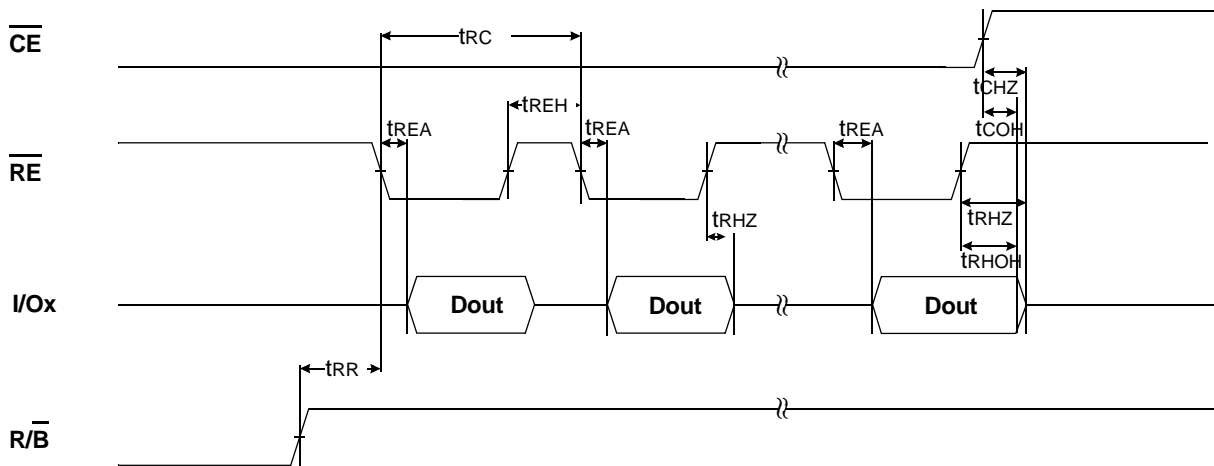 CE
tRC
tCHZ
tREH
tCOH
tREA
tREA
tREA
RE
tRHZ
tRHZ
tRHOH
I/Ox
Dout
Dout
Dout
tRR
R/B